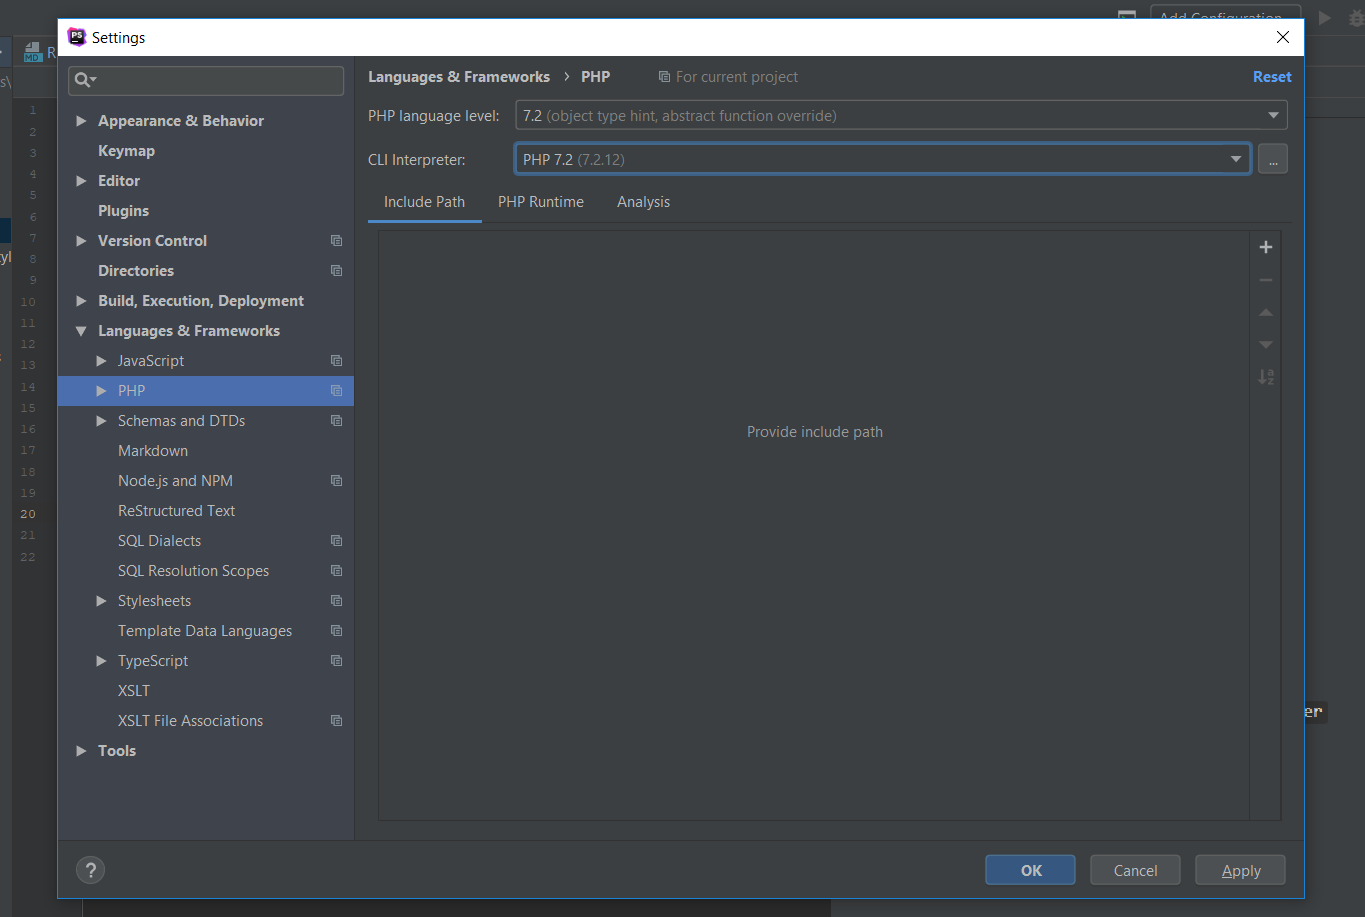 Add Configuration...
PS Settings
MD R
s\
Languages & Frameworks › PHP For current project Reset
PHP language level: 7.2 (object type hint, abstract function override)
CLI Interpreter: PHP 7.2 (7.2.12) ...
Include Path PHP Runtime Analysis
Provide include path
Appearance & Behavior
Keymap
Editor
Plugins
Version Control
Directories
Build, Execution, Deployment
Languages & Frameworks
JavaScript
PHP
Schemas and DTDs
Markdown
Node.js and NPM
ReStructured Text
SQL Dialects
SQL Resolution Scopes
Stylesheets
Template Data Languages
TypeScript
XSLT
XSLT File Associations
Tools
1
2
3
4
5
6
7
yl 8
9
10
11
12
13
14
15
16
17
18
19
20
21
22
er
? OK Cancel Apply